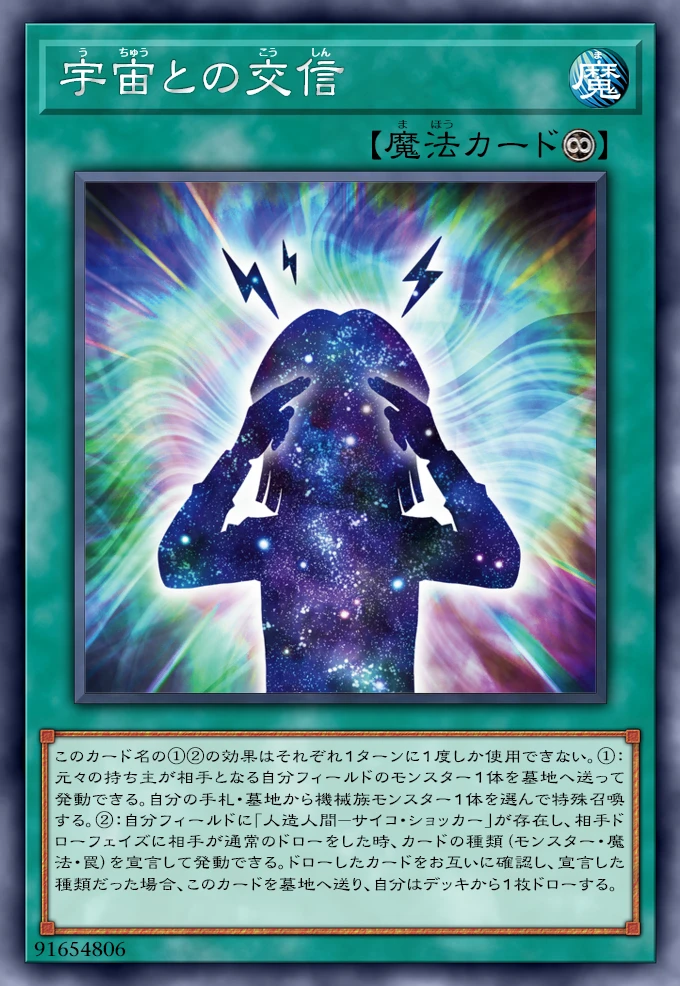 宇宙との交信
魔
【魔法カード♾】
このカード名の①②の効果はそれぞれ1ターンに1度しか使用できない。①：
元々の持ち主が相手となる自分フィールドのモンスター1体を墓地へ送って
発動できる。自分の手札・墓地から機械族モンスター1体を選んで特殊召喚
する。②：自分フィールドに「人造人間－サイコ・ショッカー」が存在し、相手ド
ローフェイズに相手が通常のドローをした時、カードの種類（モンスター・魔
法・罠）を宣言して発動できる。ドローしたカードをお互いに確認し、宣言した
種類だった場合、このカードを墓地へ送り、自分はデッキから1枚ドローする。
91654806